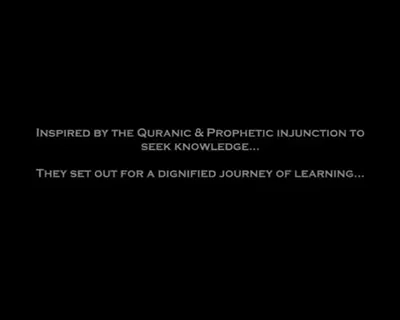 Inspired by the Quranic & Prophetic injunction to
seek knowledge...
They set out for a dignified journey of learning...